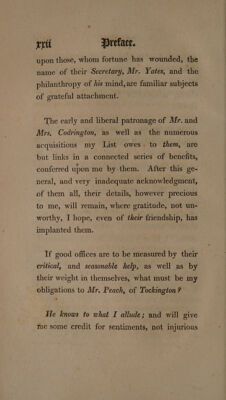 xxii Preface.
upon those, whom fortune has wounded, the
name of their Secretary, Mr. Yates, and the
philanthropy of his mind, are familiar subjects
of grateful attachment.
The early and liberal patronage of Mr. and
Mrs. Codrington, as well as the numerous
acquisitions my List owes to them, are
but links in a connected series of benefits,
conferred upon me by them. After this ge-
neral, and very inadequate acknowledgment,
of them all, their details, however precious
to me, will remain, where gratitude, not un-
worthy, I hope, even of their friendship, has
implanted them.
If good offices are to be measured by their
critical, and seasonable help, as well as by
their weight in themselves, what must be my
obligations to Mr. Peach, of Tockington?
He knows to what I allude; and will give
me some credit for sentiments, not injurious